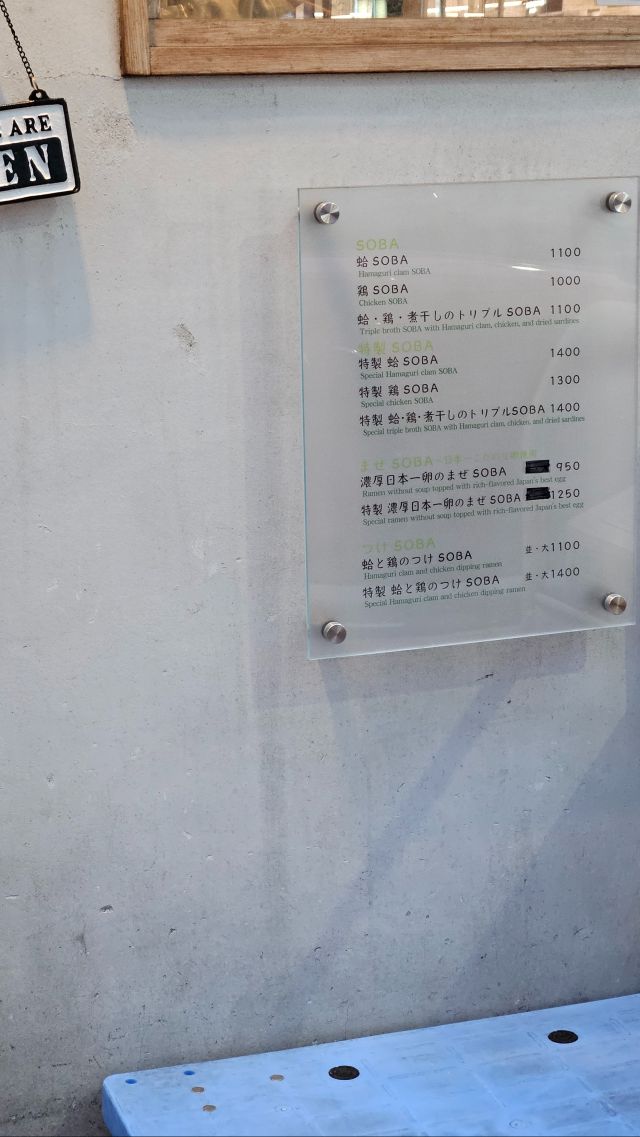 ARE
EN
SOBA
蛤 SOBA 1100
Hamaguri clam SOBA
鶏 SOBA 1000
Chicken SOBA
蛤・鶏・煮干しのトリプル SOBA 1100
Triple broth SOBA with Hamaguri clam, chicken, and dried sardines
特製 SOBA
特製 蛤 SOBA 1400
Special Hamaguri clam SOBA
特製 鶏 SOBA 1300
Special chicken SOBA
特製 蛤・鶏・煮干しのトリプルSOBA 1400
Special triple broth SOBA with Hamaguri clam, chicken, and dried sardines
まぜ SOBA
濃厚日本一卵のまぜ SOBA 950
Ramen without soup topped with rich-flavored Japan's best egg
特製 濃厚日本一卵のまぜ SOBA 1250
Special ramen without soup topped with rich-flavored Japan's best egg
つけ SOBA
蛤と鶏のつけ SOBA 並・大 1100
Hamaguri clam and chicken dipping ramen
特製 蛤と鶏のつけ SOBA 並・大 1400
Special Hamaguri clam and chicken dipping ramen